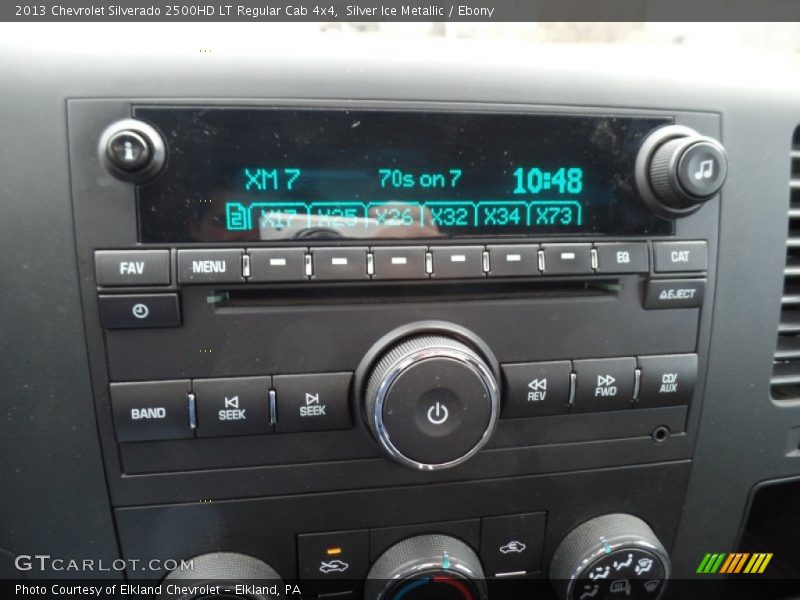 2013 Chevrolet Silverado 2500HD LT Regular Cab 4x4, Silver Ice Metallic / Ebony
i
XM 7 70s on 7 10:48
2 X17 X25 X26 X32 X34 X73
FAV MENU EQ CAT
EJECT
BAND SEEK SEEK REV FWD CD/AUX
GTCARLOT.COM
Photo Courtesy of Elkland Chevrolet - Elkland, PA